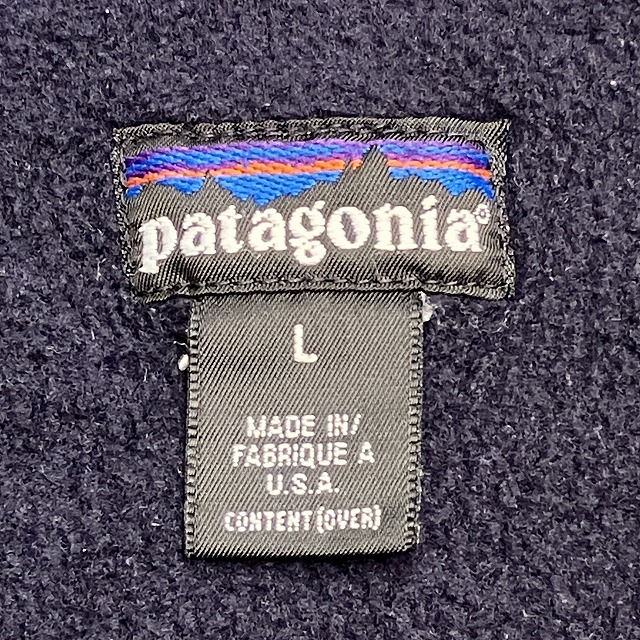 patagonia®
L
MADE IN/
FABRIQUE A
U.S.A.
CONTENT (OVER)